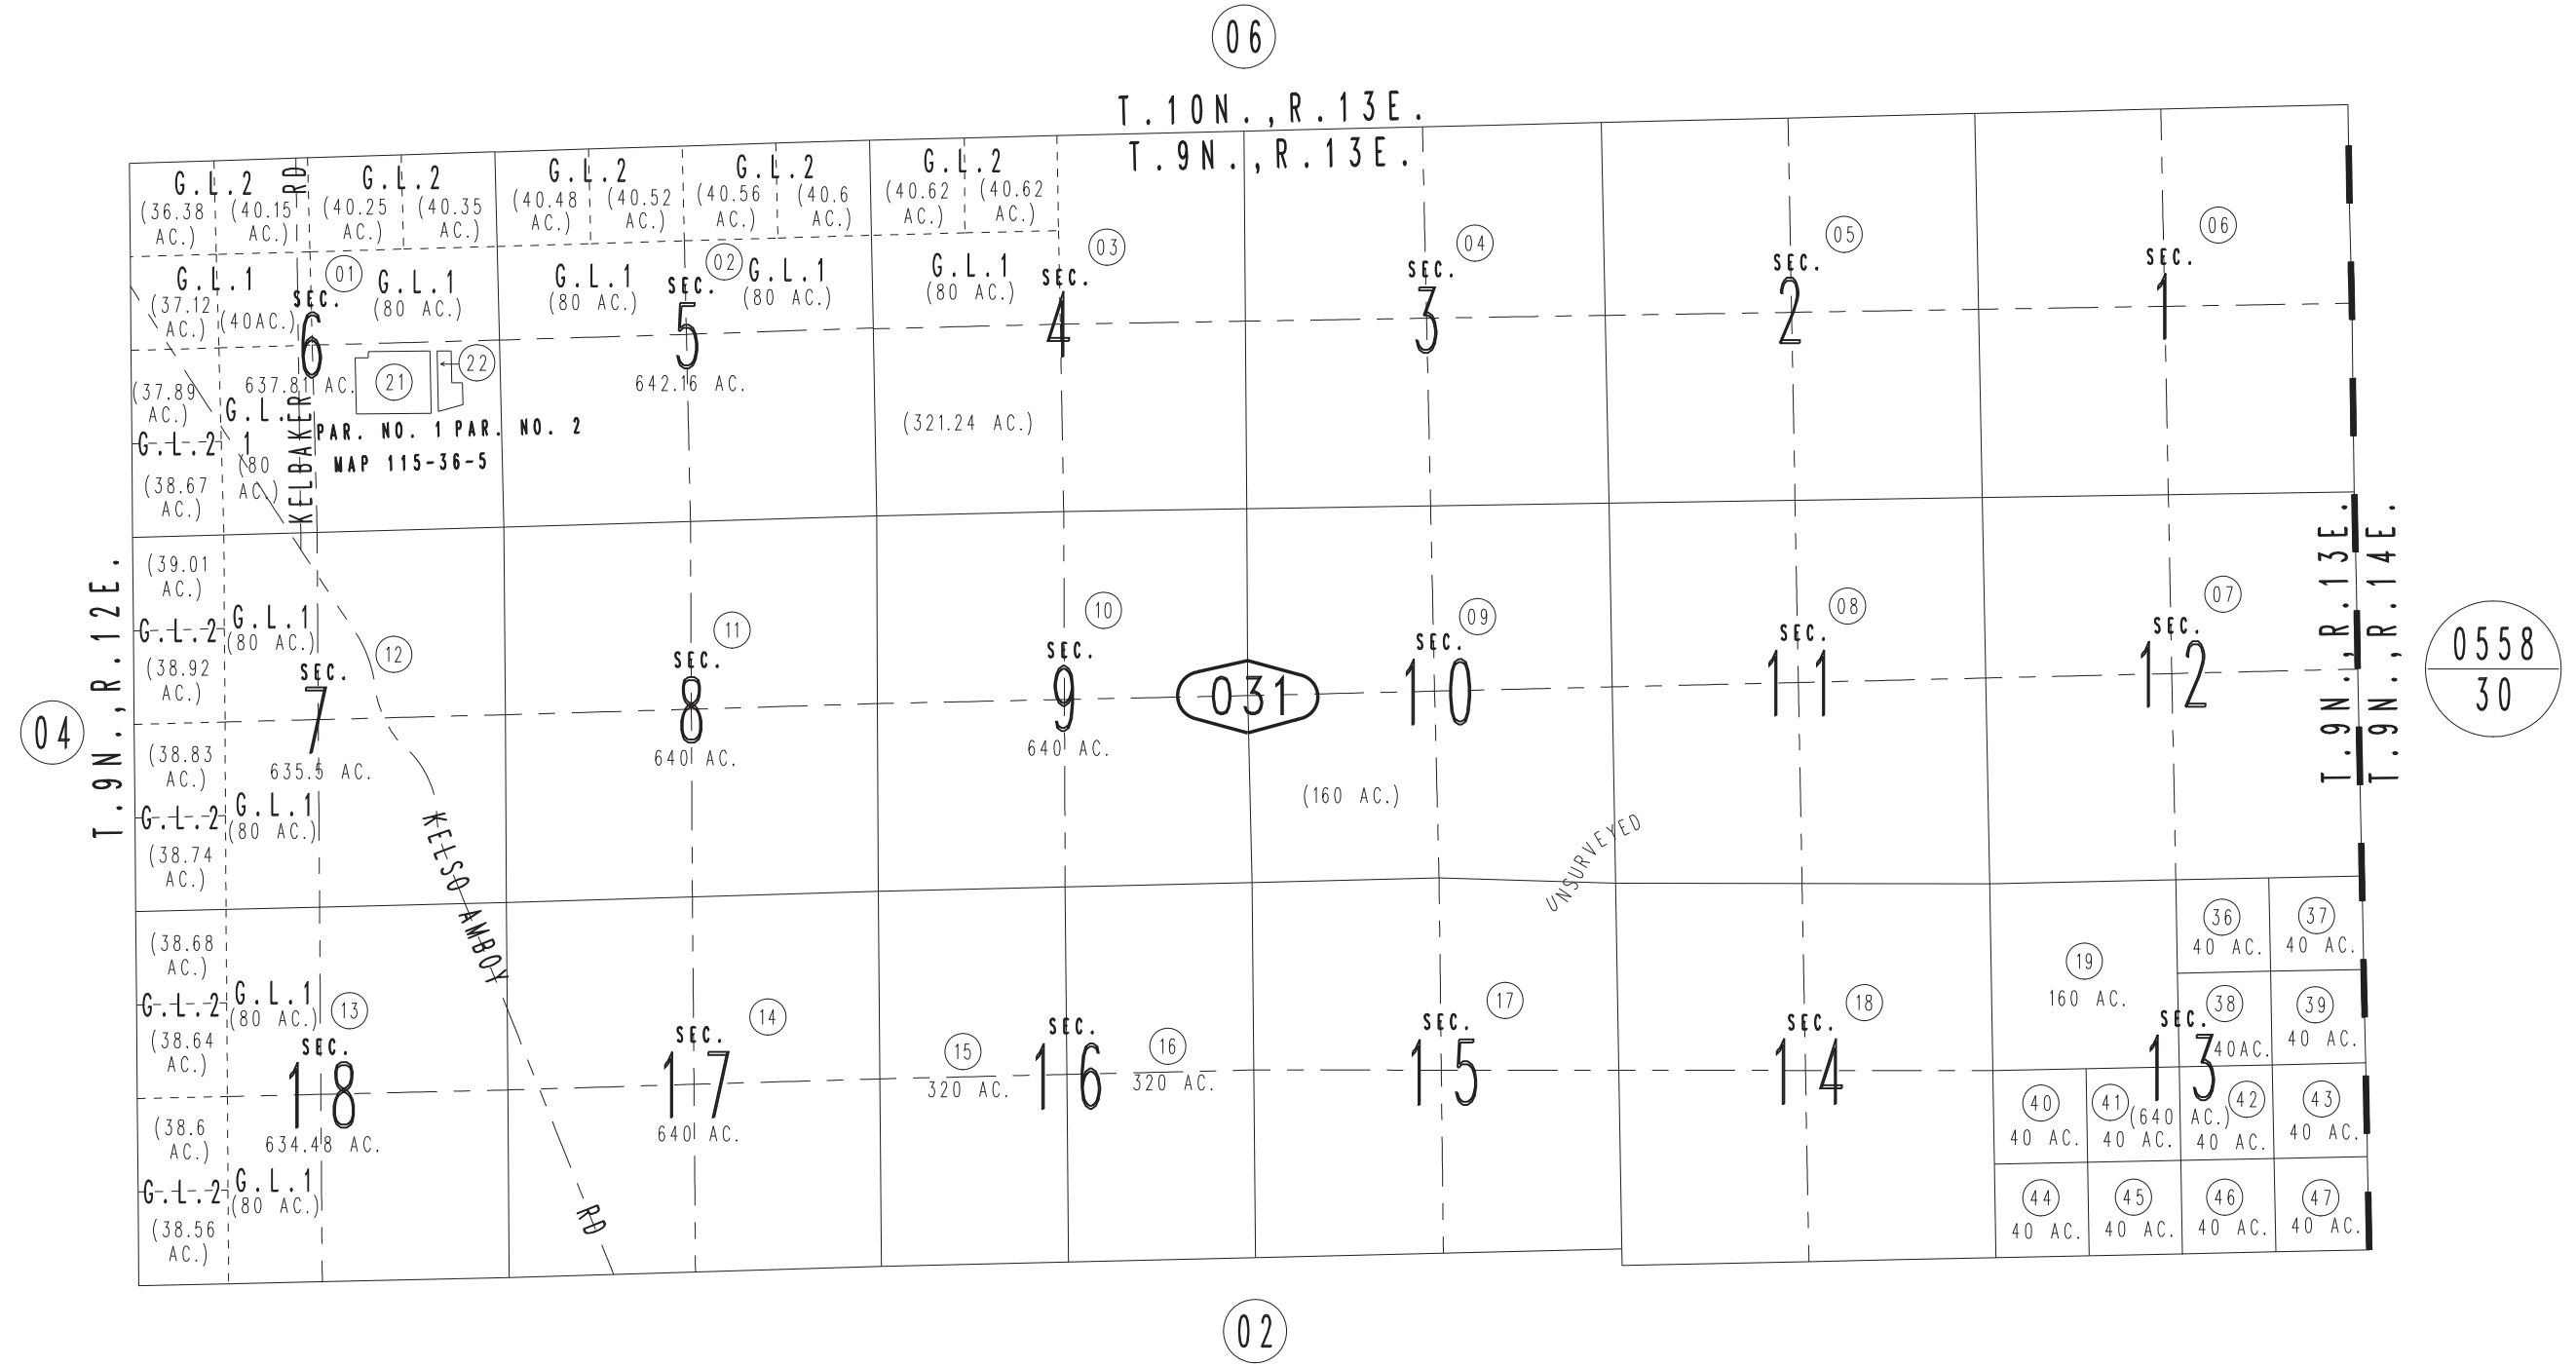 06
T.10N.,R.13E.
T.9N.,R.13E.
G.L.2
(36.38
AC.)
(40.15
AC.)
RD
G.L.2
(40.25
AC.)
(40.35
AC.)
G.L.2
(40.48
AC.)
(40.52
AC.)
G.L.2
(40.56
AC.)
(40.6
AC.)
G.L.2
(40.62
AC.)
(40.62
AC.)
G.L.1
(37.12
AC.)
(40AC.)
01
SEC.
6
637.81 AC.
G.L.1
(80 AC.)
G.L.1
(80 AC.)
02
SEC.
5
642.16 AC.
G.L.1
(80 AC.)
G.L.1
(80 AC.)
03
SEC.
4
(321.24 AC.)
04
SEC.
3
05
SEC.
2
06
SEC.
1
21
22
PAR. NO. 1 PAR. NO. 2
MAP 115-36-5
(37.89
AC.)
G.L.2
(38.67
AC.)
G.L.
1
(80
AC.)
KELBAKER
T.9N.,R.12E.
04
(39.01
AC.)
G.L.2
(38.92
AC.)
G.L.1
(80 AC.)
12
SEC.
7
635.5 AC.
(38.83
AC.)
G.L.2
(38.74
AC.)
G.L.1
(80 AC.)
11
SEC.
8
640 AC.
10
SEC.
9
640 AC.
031
09
SEC.
10
(160 AC.)
08
SEC.
11
07
SEC.
12
T.9N.,R.13E.
T.9N.,R.14E.
0558
30
UNSURVEYED
KELSO AMBOY
RD
(38.68
AC.)
G.L.2
(38.64
AC.)
G.L.1
(80 AC.)
13
SEC.
18
634.48 AC.
(38.6
AC.)
G.L.2
(38.56
AC.)
G.L.1
(80 AC.)
14
SEC.
17
640 AC.
15
320 AC.
SEC.
16
16
320 AC.
17
SEC.
15
18
SEC.
14
19
160 AC.
36
40 AC.
37
40 AC.
38
40AC.
39
40 AC.
SEC.
13
(640 AC.)
40
40 AC.
41
40 AC.
42
40 AC.
43
40 AC.
44
40 AC.
45
40 AC.
46
40 AC.
47
40 AC.
02